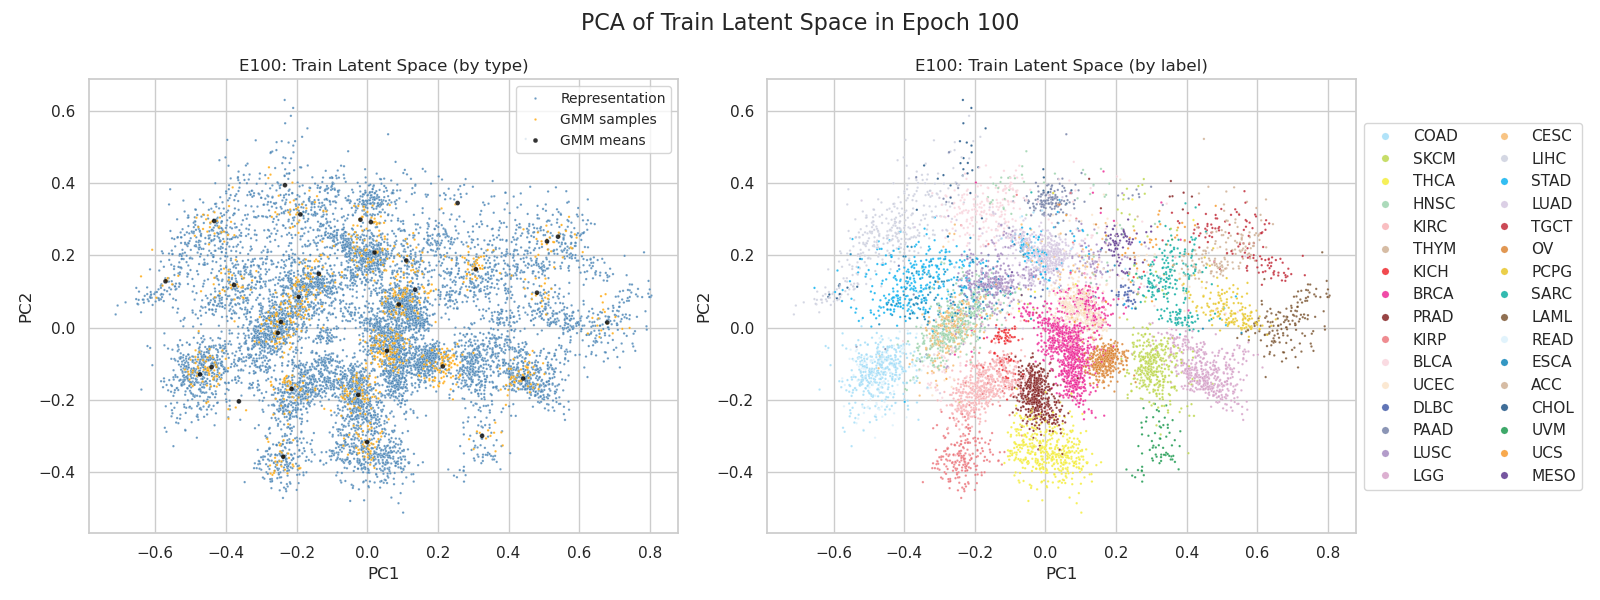 PCA of Train Latent Space in Epoch 100
E100: Train Latent Space (by type)
Representation
GMM samples
GMM means
0.6
0.4
0.2
0.0
−0.2
−0.4
PC2
−0.6
−0.4
−0.2
0.0
0.2
0.4
0.6
0.8
PC1
E100: Train Latent Space (by label)
0.6
0.4
0.2
0.0
−0.2
−0.4
PC2
−0.6
−0.4
−0.2
0.0
0.2
0.4
0.6
0.8
PC1
COAD
SKCM
THCA
HNSC
KIRC
THYM
KICH
BRCA
PRAD
KIRP
BLCA
UCEC
DLBC
PAAD
LUSC
LGG
CESC
LIHC
STAD
LUAD
TGCT
OV
PCPG
SARC
LAML
READ
ESCA
ACC
CHOL
UVM
UCS
MESO